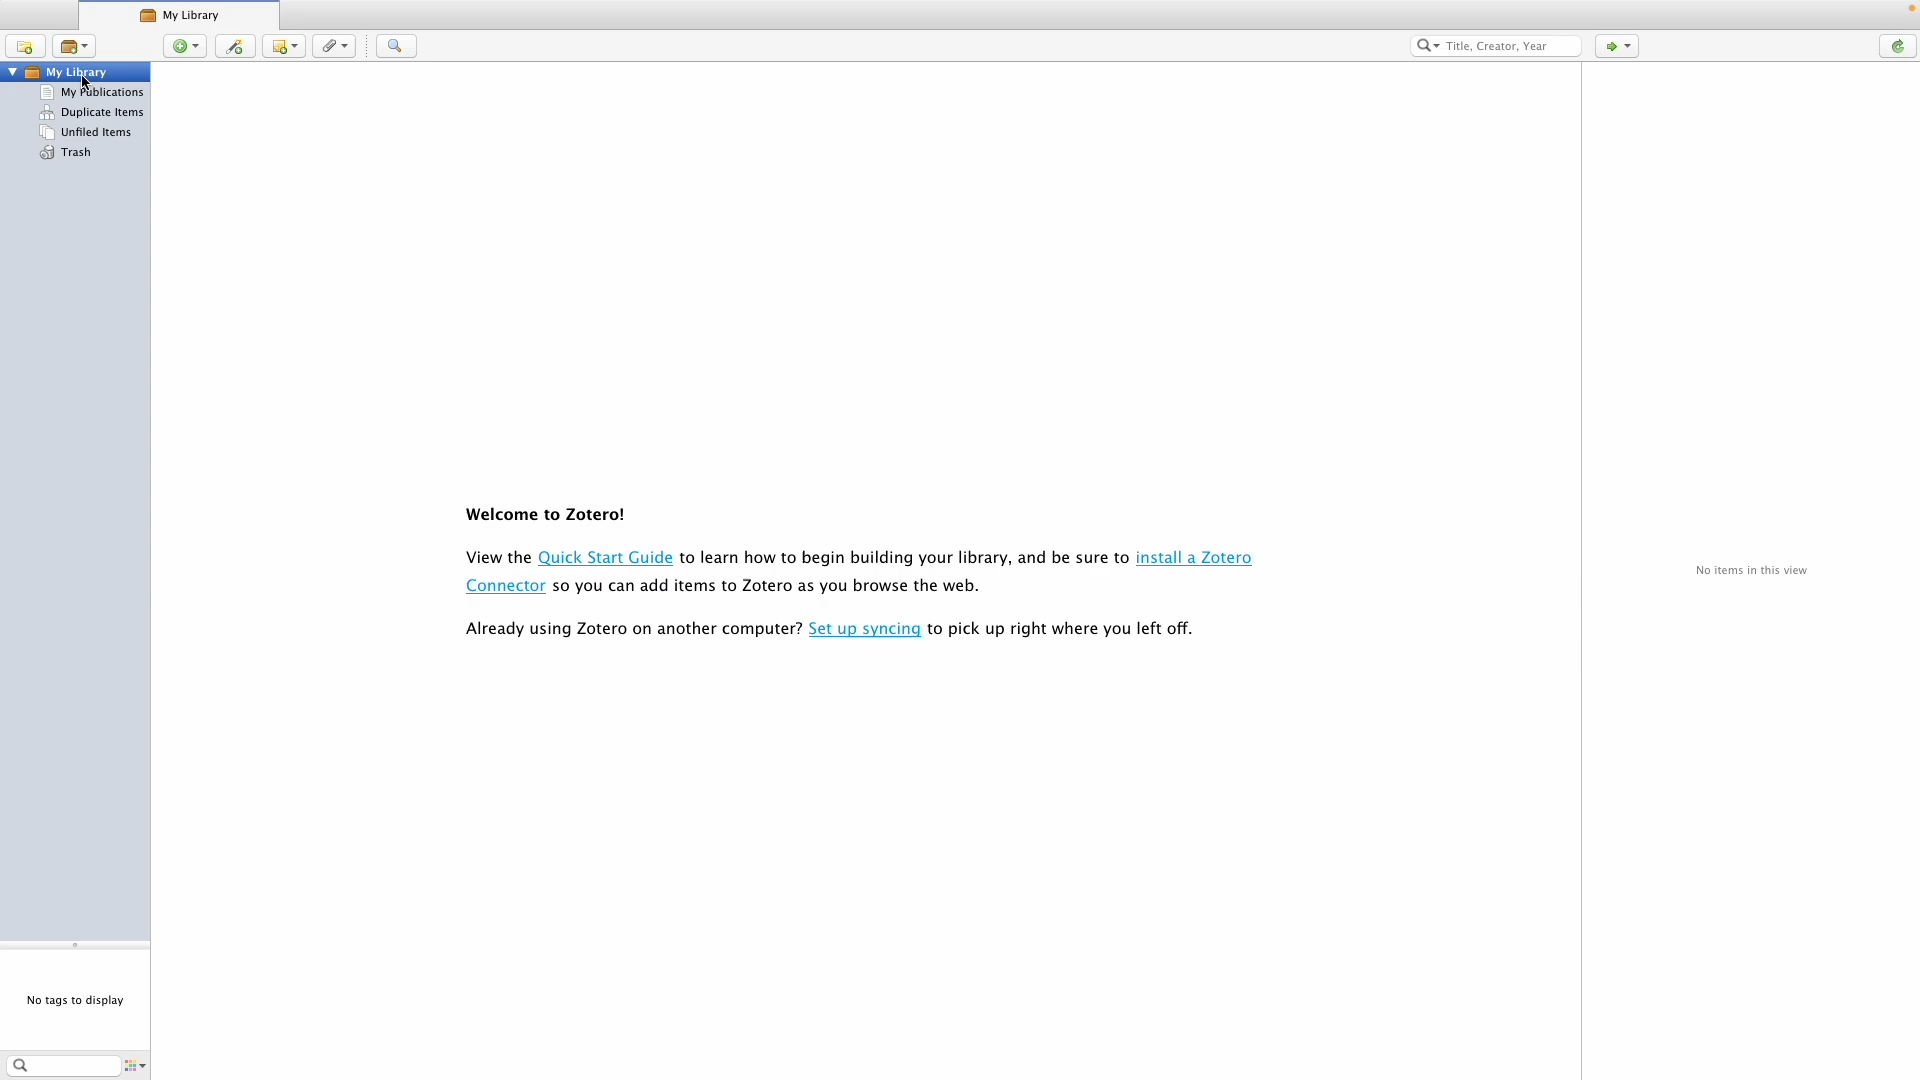 My Library
Title, Creator, Year
My Library
My Publications
Duplicate Items
Unfiled Items
Trash
Welcome to Zotero!
View the Quick Start Guide to learn how to begin building your library, and be sure to install a Zotero
Connector so you can add items to Zotero as you browse the web.
Already using Zotero on another computer? Set up syncing to pick up right where you left off.
No items in this view
No tags to display